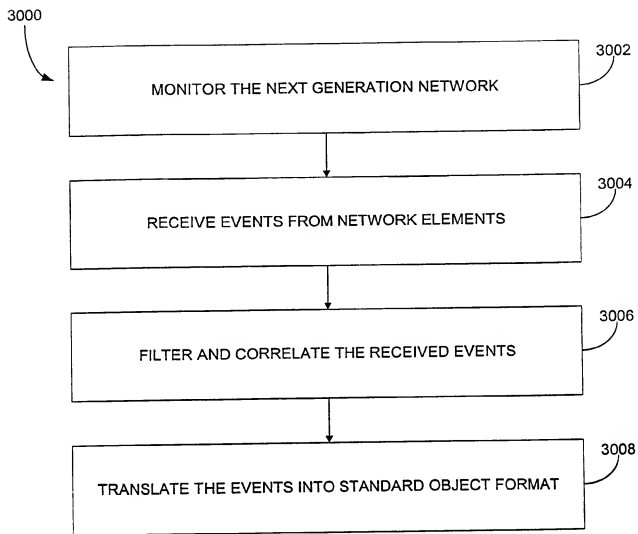 3000
3002
MONITOR THE NEXT GENERATION NETWORK
3004
RECEIVE EVENTS FROM NETWORK ELEMENTS
3006
FILTER AND CORRELATE THE RECEIVED EVENTS
3008
TRANSLATE THE EVENTS INTO STANDARD OBJECT FORMAT